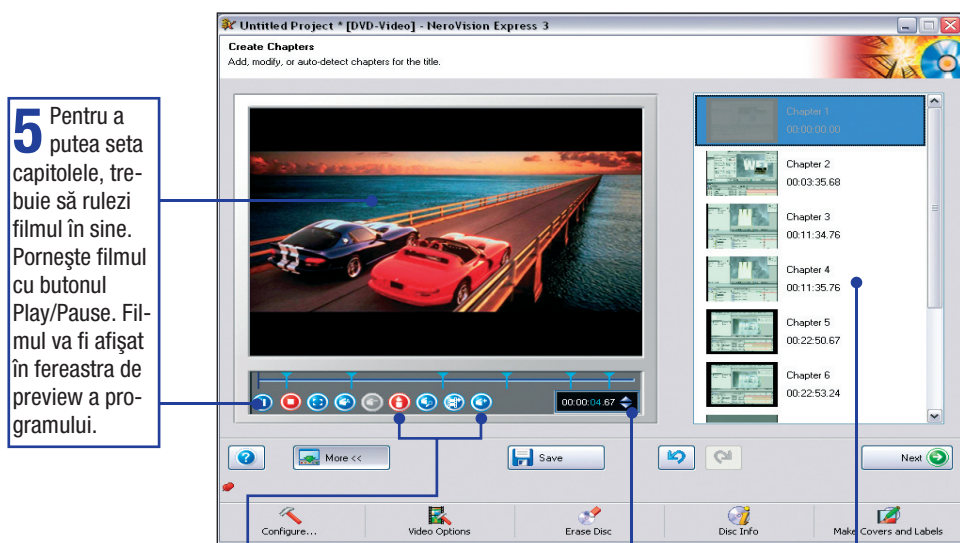 Untitled Project * [DVD-Video] - NeroVision Express 3
Create Chapters
Add, modify, or auto-detect chapters for the title.
5 Pentru a
putea seta
capitolele, tre-
buie să rulezi
filmul în sine.
Porneşte filmul
cu butonul
Play/Pause. Fil-
mul va fi afişat
în fereastra de
preview a pro-
gramului.
Chapter 1
00:00:00.00
Chapter 2
00:03:35.68
Chapter 3
00:11:34.76
Chapter 4
00:11:35.76
Chapter 5
00:22:50.67
Chapter 6
00:22:53.24
00:00:04.67
More <<
Save
Next
Configure...
Video Options
Erase Disc
Disc Info
Make Covers and Labels